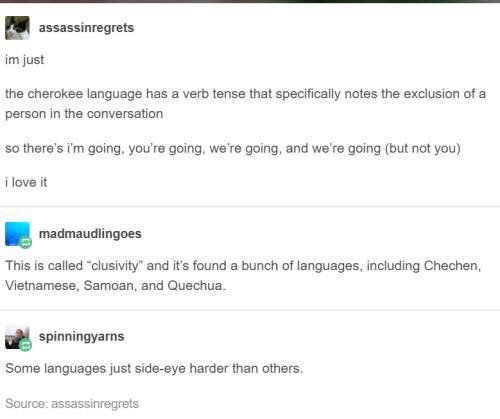 assassinregrets
im just
the cherokee language has a verb tense that specifically notes the exclusion of a
person in the conversation
so there's i'm going, you're going, we're going, and we're going (but not you)
i love it
madmaudlingoes
This is called “clusivity” and it's found a bunch of languages, including Chechen,
Vietnamese, Samoan, and Quechua.
spinningyarns
Some languages just side-eye harder than others.
Source: assassinregrets